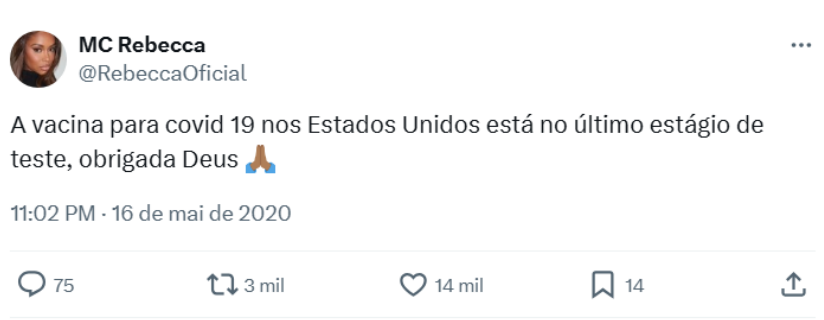 MC Rebecca
@RebeccaOficial
A vacina para covid 19 nos Estados Unidos está no último estágio de
teste, obrigada Deus 🙏🏾
11:02 PM · 16 de mai de 2020
75 3 mil 14 mil 14